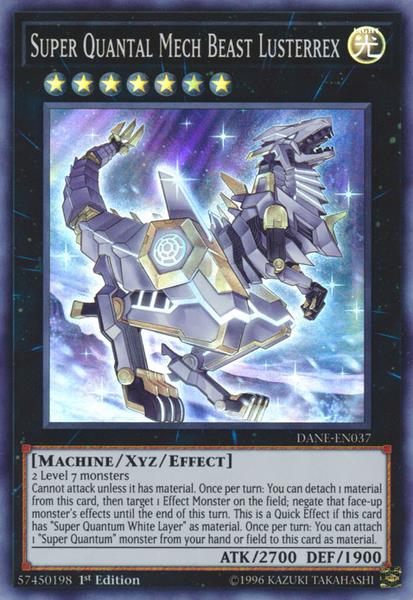 SUPER QUANTAL MECH BEAST LUSTERREX
LIGHT
光
DANE-EN037
[MACHINE/XYZ/EFFECT]
2 Level 7 monsters
Cannot attack unless it has material. Once per turn: You can detach 1 material
from this card, then target 1 Effect Monster on the field; negate that face-up
monster's effects until the end of this turn. This is a Quick Effect if this card
has "Super Quantum White Layer" as material. Once per turn: You can attach
1 "Super Quantum" monster from your hand or field to this card as material.
ATK/2700 DEF/1900
57450198 1st Edition ©1996 KAZUKI TAKAHASHI